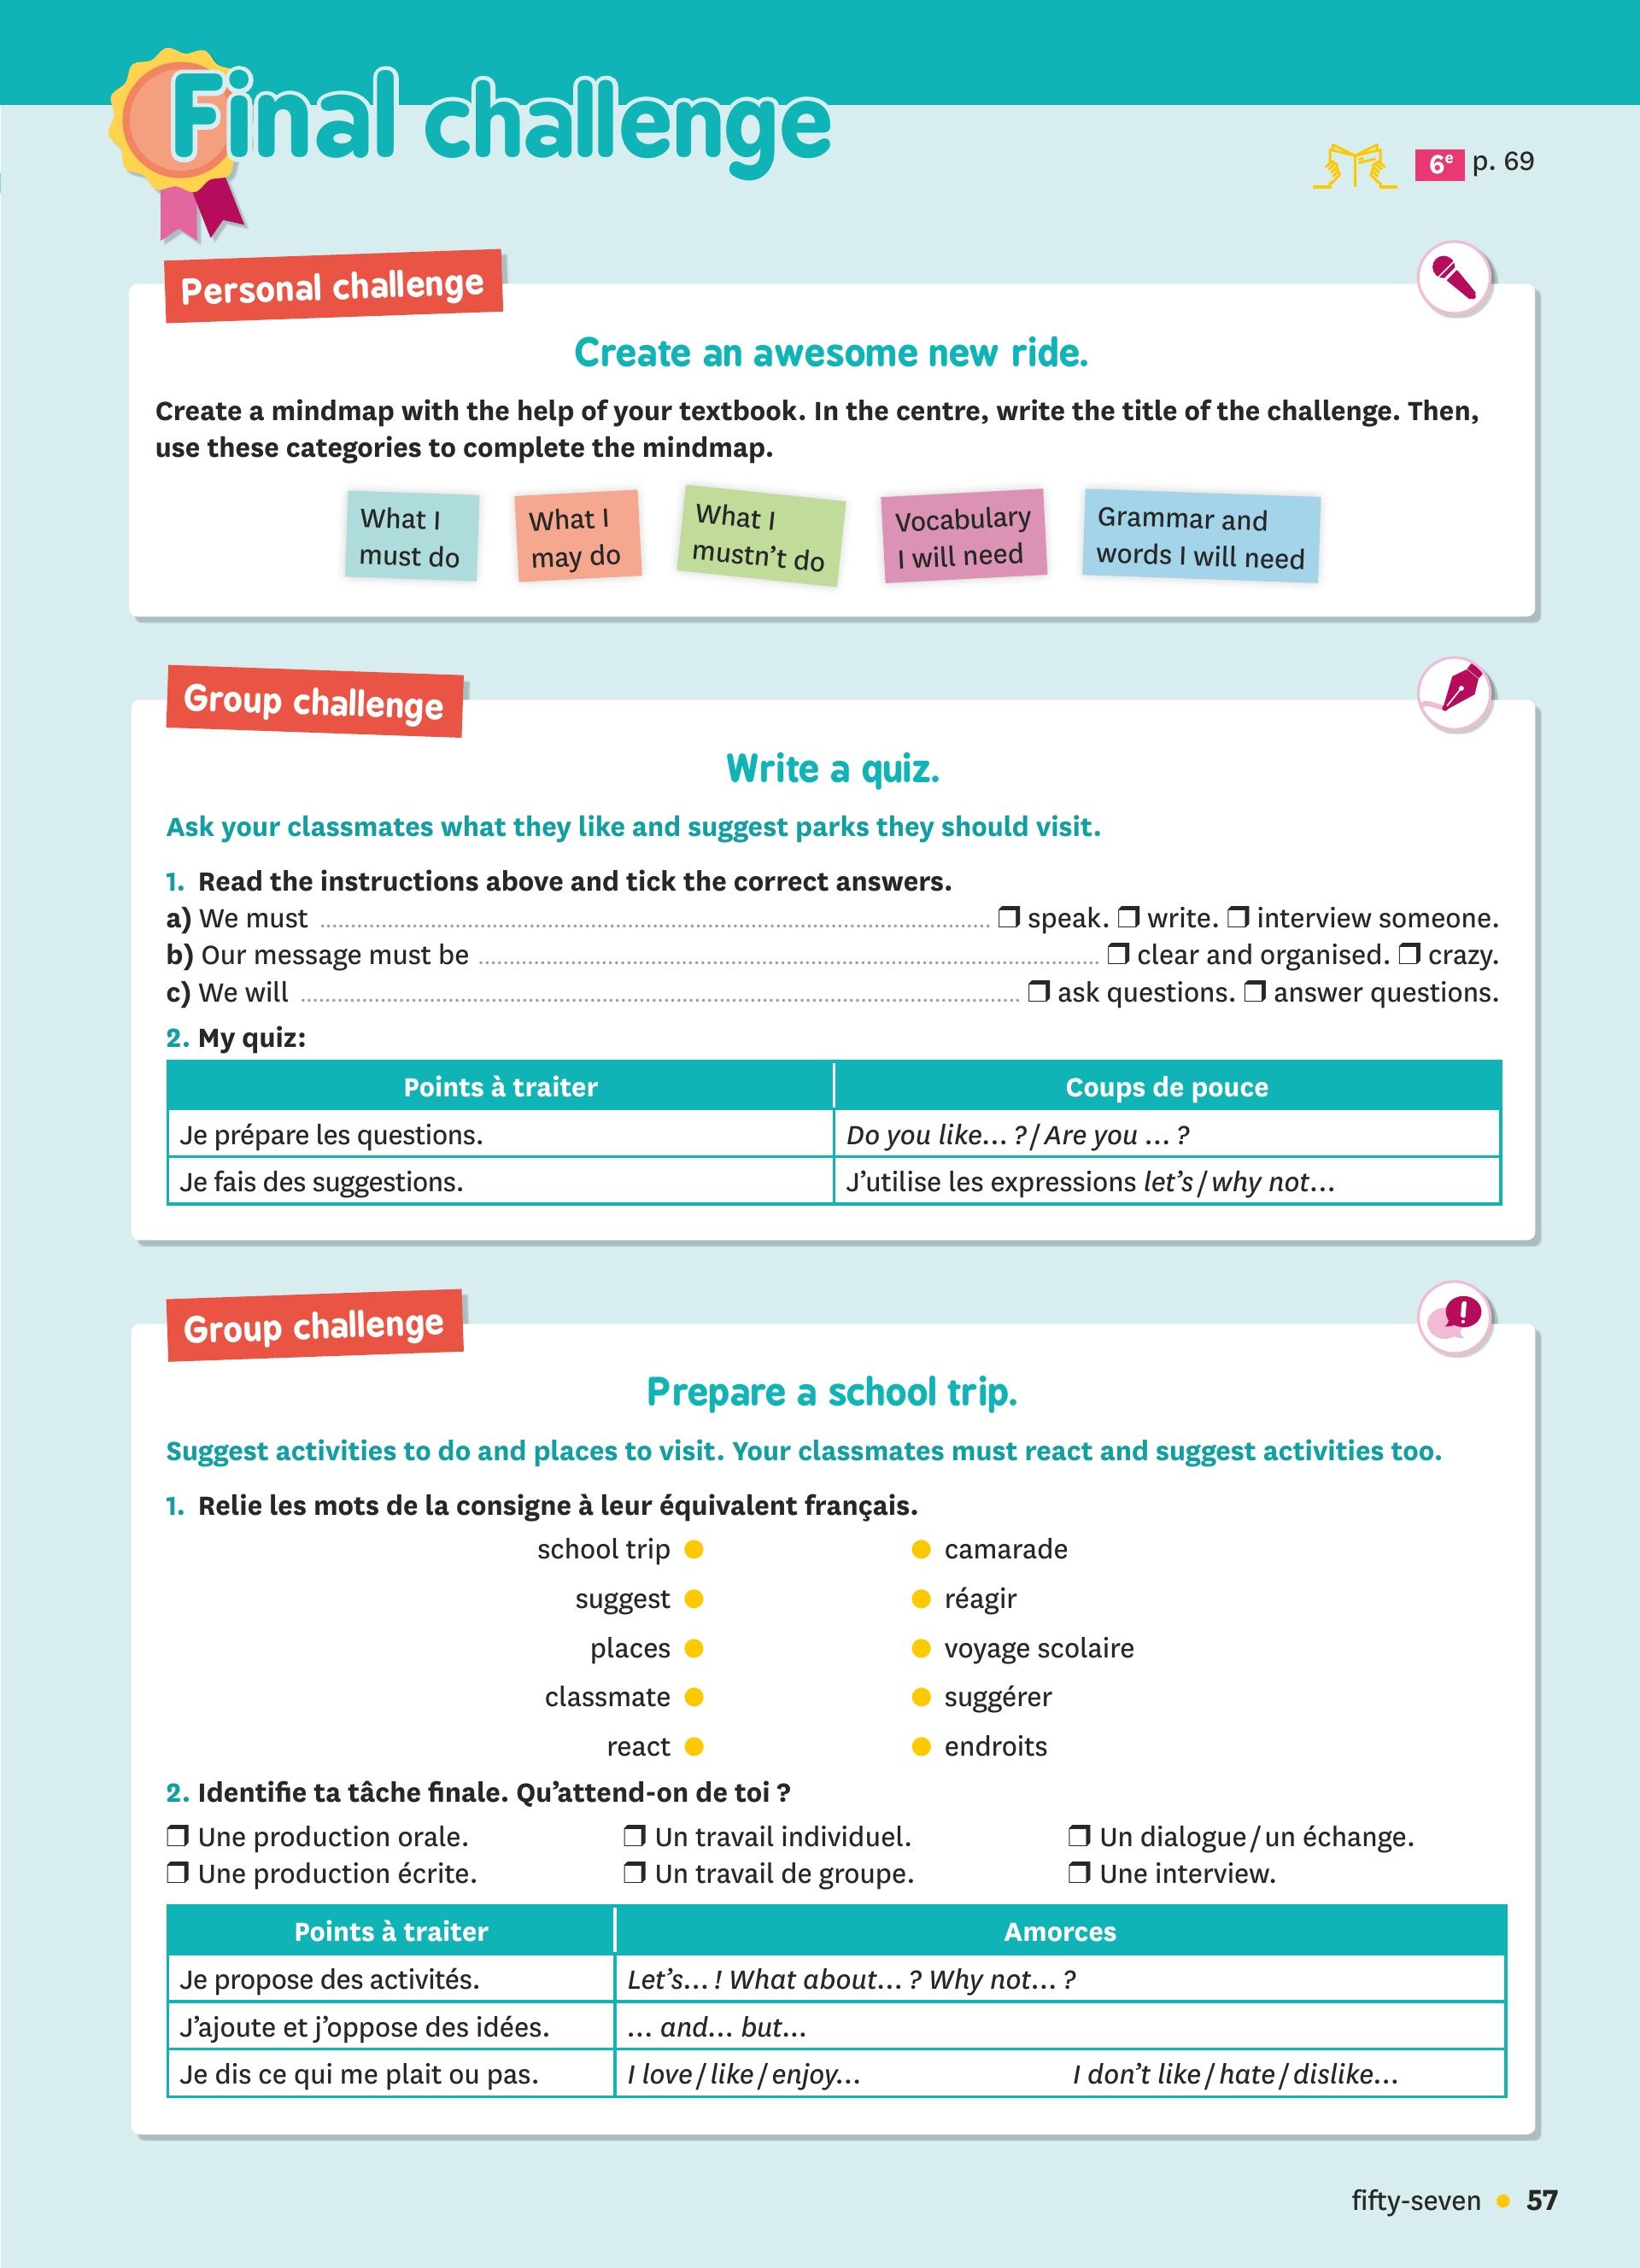 Final challenge
6e p. 69
Personal challenge
Create an awesome new ride.
Create a mindmap with the help of your textbook. In the centre, write the title of the challenge. Then,
use these categories to complete the mindmap.
What I
must do
What I
may do
What I
mustn't do
Vocabulary
I will need
Grammar and
words I will need
Group challenge
Write a quiz.
Ask your classmates what they like and suggest parks they should visit.
1. Read the instructions above and tick the correct answers.
a) We must ........ ❒ speak. ❒ write. ❒ interview someone.
b) Our message must be ........ ❒ clear and organised. ❒ crazy.
c) We will ........ ❒ ask questions. ❒ answer questions.
2. My quiz:
Points à traiter Coups de pouce
Je prépare les questions. Do you like... ?/Are you ... ?
Je fais des suggestions. J'utilise les expressions let's/why not...
Group challenge
Prepare a school trip.
Suggest activities to do and places to visit. Your classmates must react and suggest activities too.
1. Relie les mots de la consigne à leur équivalent français.
school trip ● ● camarade
suggest ● ● réagir
places ● ● voyage scolaire
classmate ● ● suggérer
react ● ● endroits
2. Identifie ta tâche finale. Qu'attend-on de toi ?
❒ Une production orale. ❒ Un travail individuel. ❒ Un dialogue/un échange.
❒ Une production écrite. ❒ Un travail de groupe. ❒ Une interview.
Points à traiter Amorces
Je propose des activités. Let's... ! What about... ? Why not... ?
J'ajoute et j'oppose des idées. ... and... but...
Je dis ce qui me plait ou pas. I love/like/enjoy... I don't like/hate/dislike...
fifty-seven ● 57